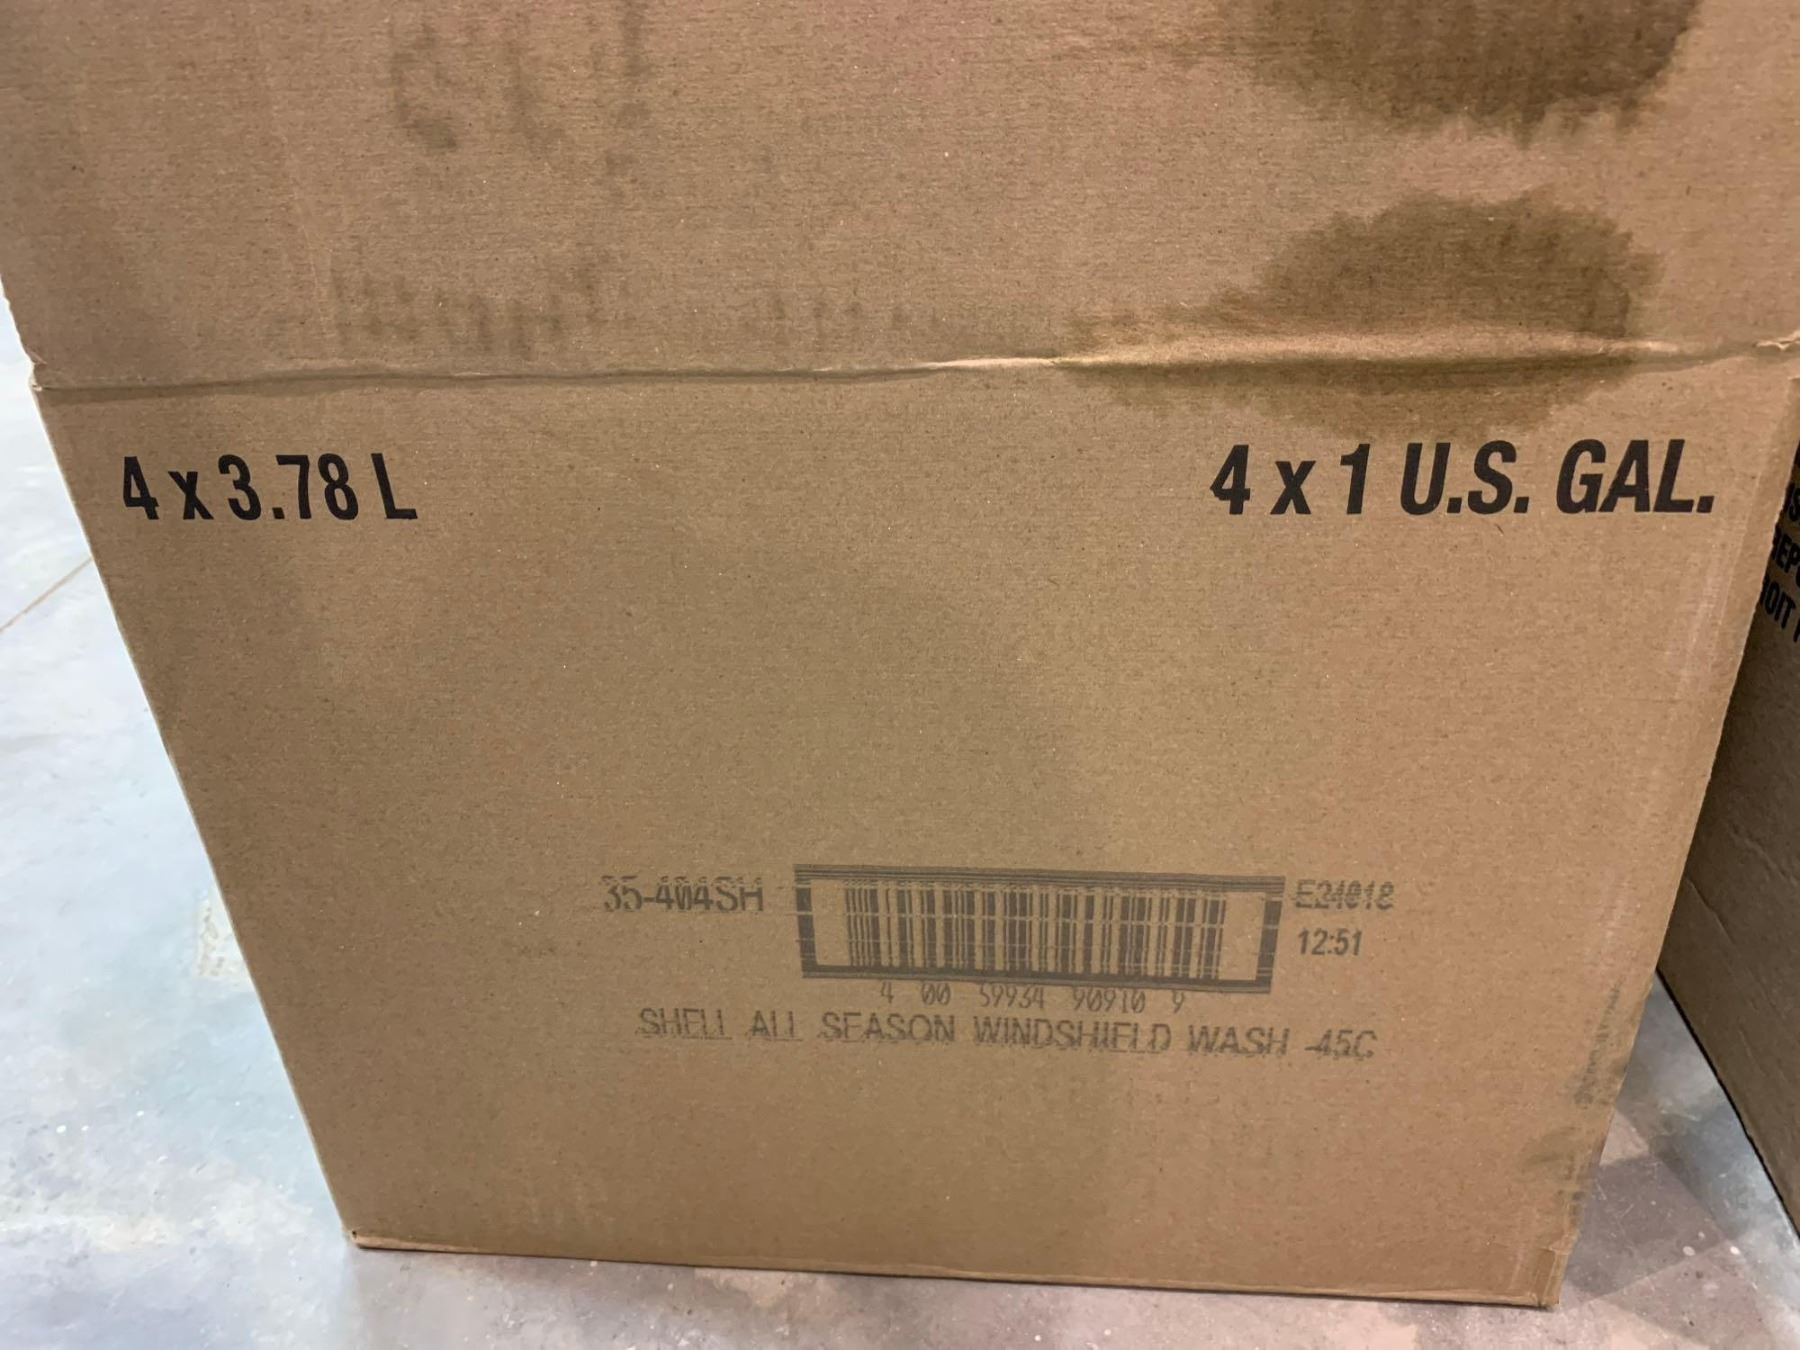 4 x 3.78 L
4 x 1 U.S. GAL.
35-404SH
E24018
12:51
4 00 59934 90910 9
SHELL ALL SEASON WINDSHIELD WASH -45C